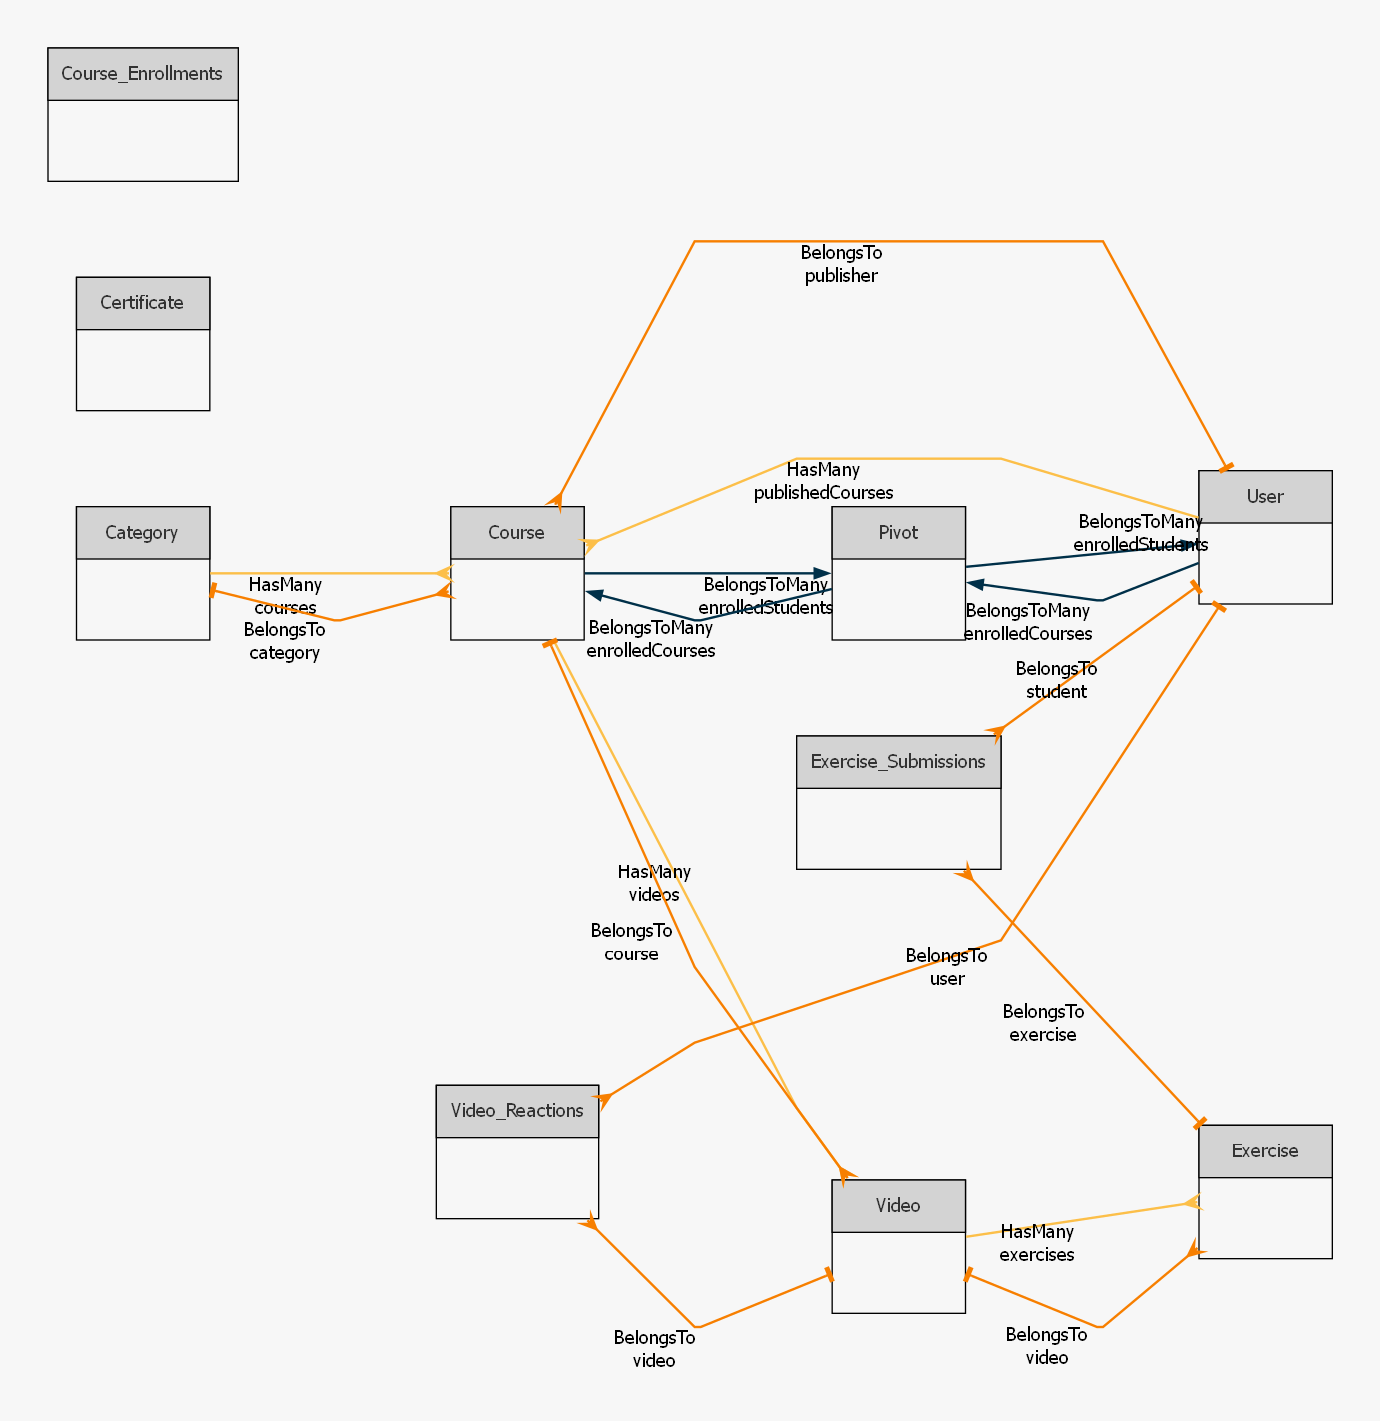 Course_Enrollments
Certificate
BelongsTo
publisher
HasMany
publishedCourses
User
Category
Course
Pivot
BelongsToMany
enrolledStudents
HasMany
courses
BelongsTo
category
BelongsToMany
enrolledStudents
BelongsToMany
enrolledCourses
BelongsToMany
enrolledCourses
BelongsTo
student
Exercise_Submissions
HasMany
videos
BelongsTo
course
BelongsTo
user
BelongsTo
exercise
Video_Reactions
Exercise
Video
HasMany
exercises
BelongsTo
video
BelongsTo
video